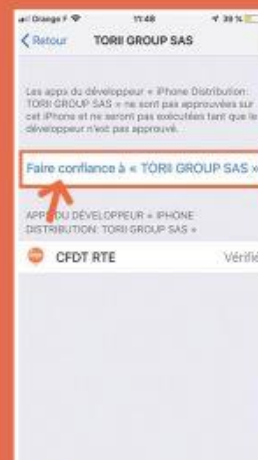 Orange F 11:48 39 %
Retour TORII GROUP SAS
Les apps du développeur « iPhone Distribution:
TORII GROUP SAS » ne sont pas approuvées sur
cet iPhone et ne seront pas exécutées tant que le
développeur n'est pas approuvé.
Faire confiance à « TORII GROUP SAS »
APPS DU DÉVELOPPEUR « IPHONE
DISTRIBUTION: TORII GROUP SAS »
CFDT RTE Vérifié